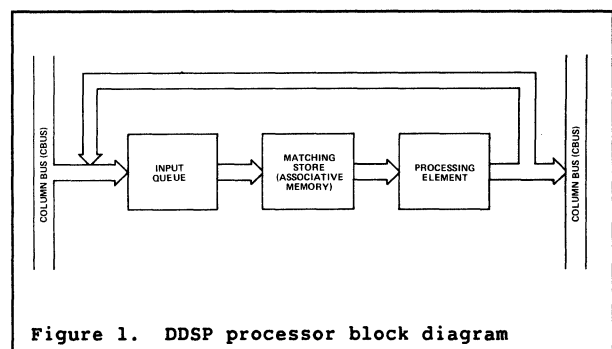 COLUMN BUS (CBUS)
INPUT
QUEUE
MATCHING
STORE
(ASSOCIATIVE
MEMORY)
PROCESSING
ELEMENT
COLUMN BUS (CBUS)
Figure 1. DDSP processor block diagram